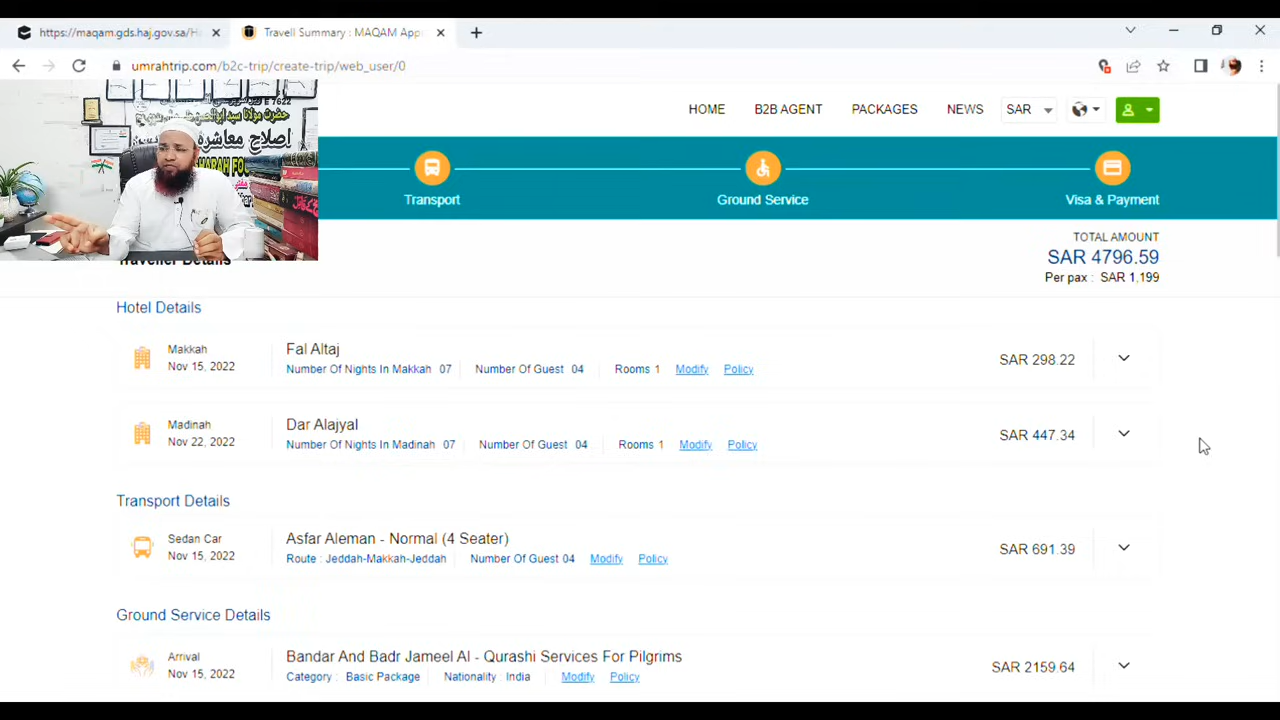 https://maqam.gds.haj.gov.sa/H
Travell Summary : MAQAM App
umrahtrip.com/b2c-trip/create-trip/web_user/0
E 7622
اصلاح معاشرہ
HOME B2B AGENT PACKAGES NEWS SAR
Transport Ground Service Visa & Payment
TOTAL AMOUNT
SAR 4796.59
Per pax : SAR 1,199
Traveller Details
Hotel Details
Makkah
Nov 15, 2022
Fal Altaj
Number Of Nights In Makkah 07 Number Of Guest 04 Rooms 1 Modify Policy
SAR 298.22
Madinah
Nov 22, 2022
Dar Alajyal
Number Of Nights In Madinah 07 Number Of Guest 04 Rooms 1 Modify Policy
SAR 447.34
Transport Details
Sedan Car
Nov 15, 2022
Asfar Aleman - Normal (4 Seater)
Route : Jeddah-Makkah-Jeddah Number Of Guest 04 Modify Policy
SAR 691.39
Ground Service Details
Arrival
Nov 15, 2022
Bandar And Badr Jameel Al - Qurashi Services For Pilgrims
Category : Basic Package Nationality : India Modify Policy
SAR 2159.64